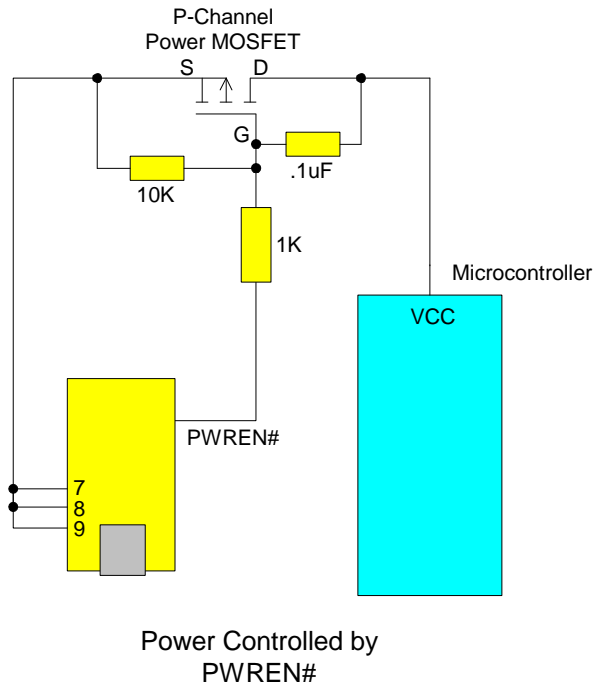 P-Channel
Power MOSFET
S
D
G
.1uF
10K
1K
Microcontroller
VCC
PWREN#
7
8
9
Power Controlled by
PWREN#